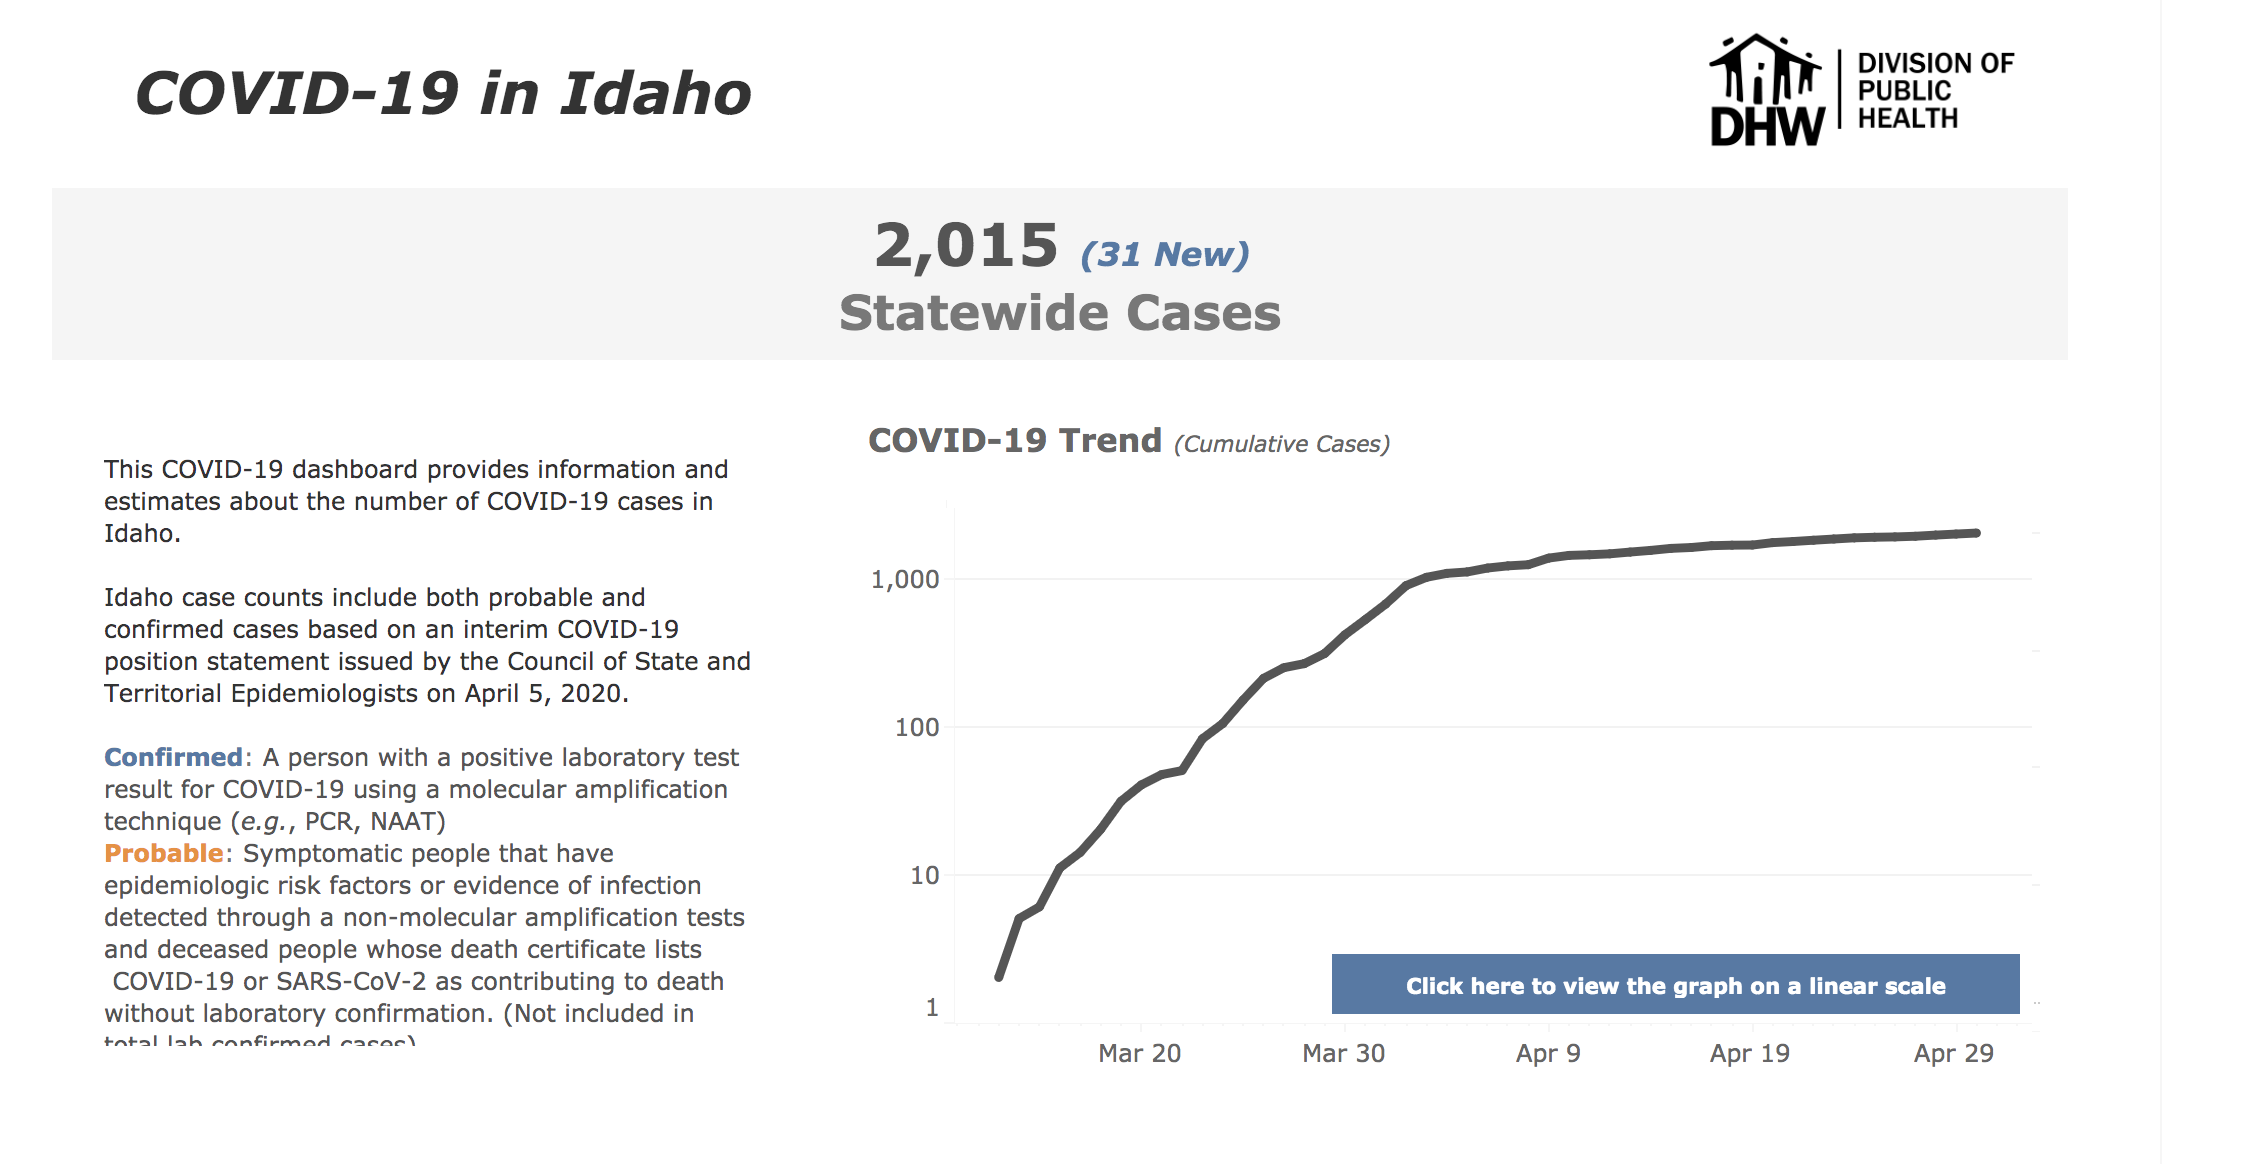 COVID-19 in Idaho
DHW
DIVISION OF
PUBLIC
HEALTH
2,015 (31 New)
Statewide Cases
This COVID-19 dashboard provides information and
estimates about the number of COVID-19 cases in
Idaho.
Idaho case counts include both probable and
confirmed cases based on an interim COVID-19
position statement issued by the Council of State and
Territorial Epidemiologists on April 5, 2020.
Confirmed: A person with a positive laboratory test
result for COVID-19 using a molecular amplification
technique (e.g., PCR, NAAT)
Probable: Symptomatic people that have
epidemiologic risk factors or evidence of infection
detected through a non-molecular amplification tests
and deceased people whose death certificate lists
COVID-19 or SARS-CoV-2 as contributing to death
without laboratory confirmation. (Not included in
total lab confirmed cases)
COVID-19 Trend (Cumulative Cases)
1,000
100
10
1
Click here to view the graph on a linear scale
Mar 20 Mar 30 Apr 9 Apr 19 Apr 29